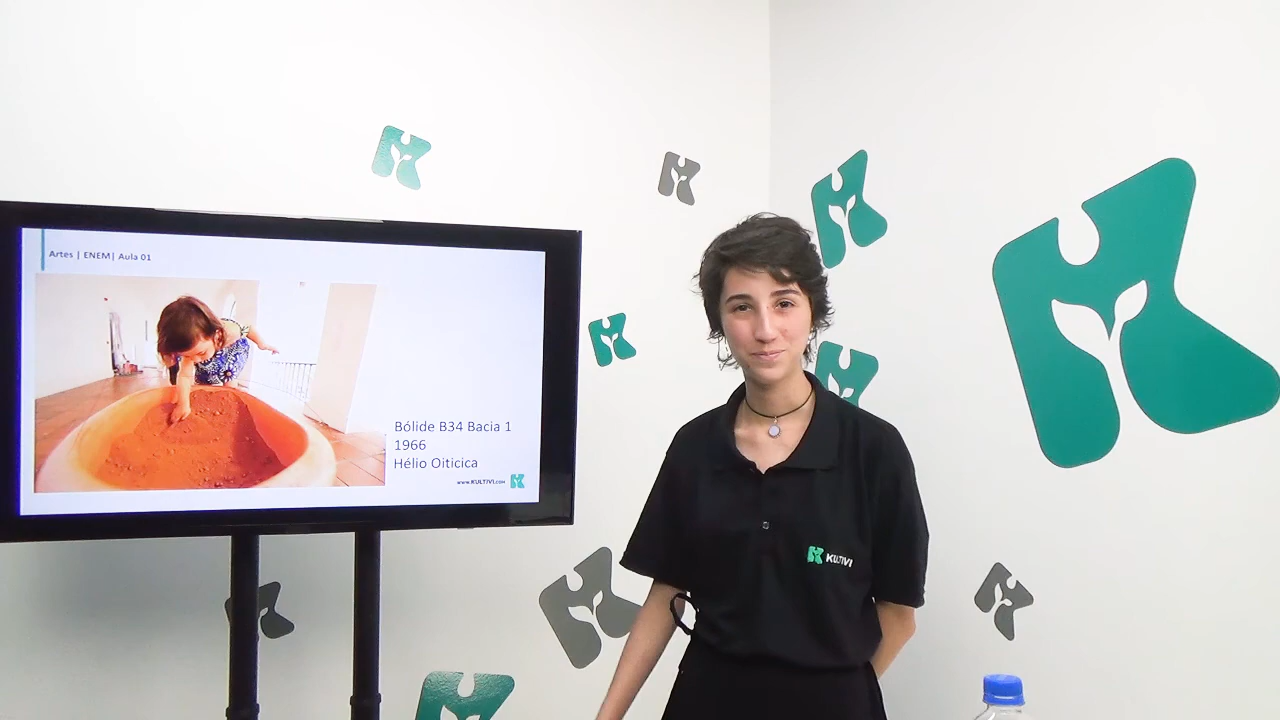 Artes | ENEM| Aula 01
Bólide B34 Bacia 1
1966
Hélio Oiticica
www.KULTIVI.COM
KULTIVI